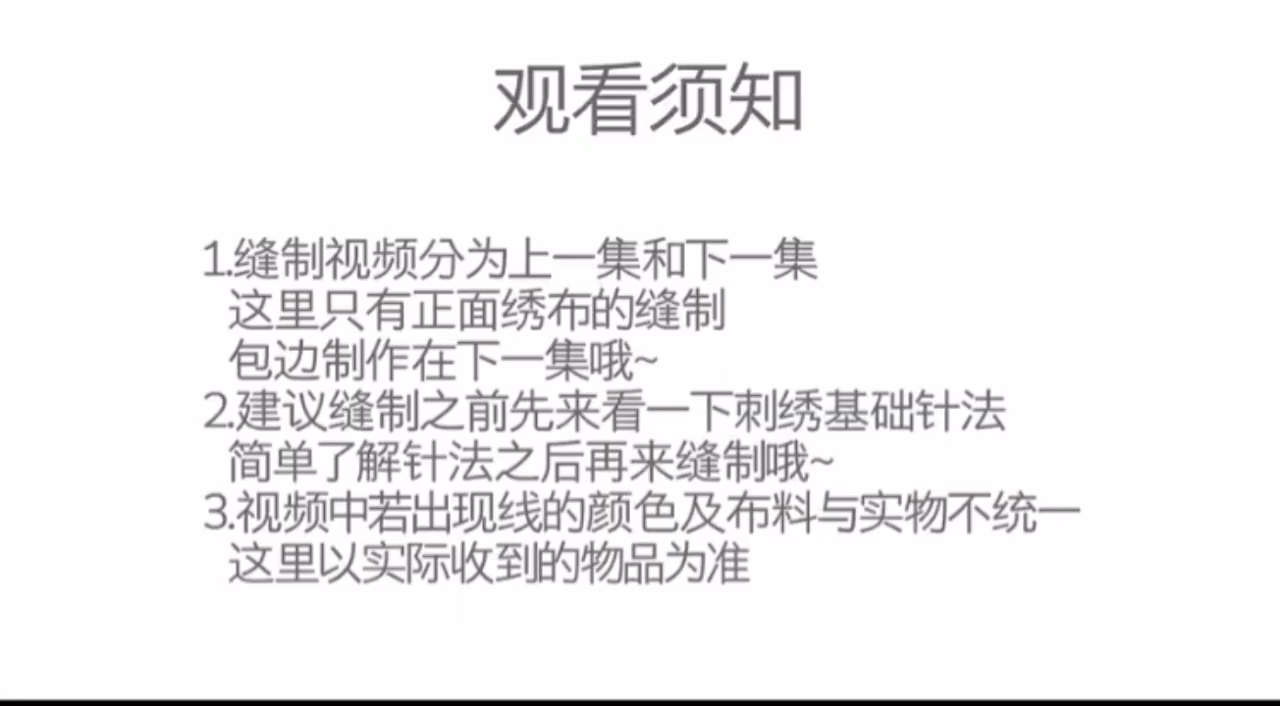 观看须知
1.缝制视频分为上一集和下一集
这里只有正面绣布的缝制
包边制作在下一集哦~
2.建议缝制之前先来看一下刺绣基础针法
简单了解针法之后再来缝制哦~
3.视频中若出现线的颜色及布料与实物不统一
这里以实际收到的物品为准